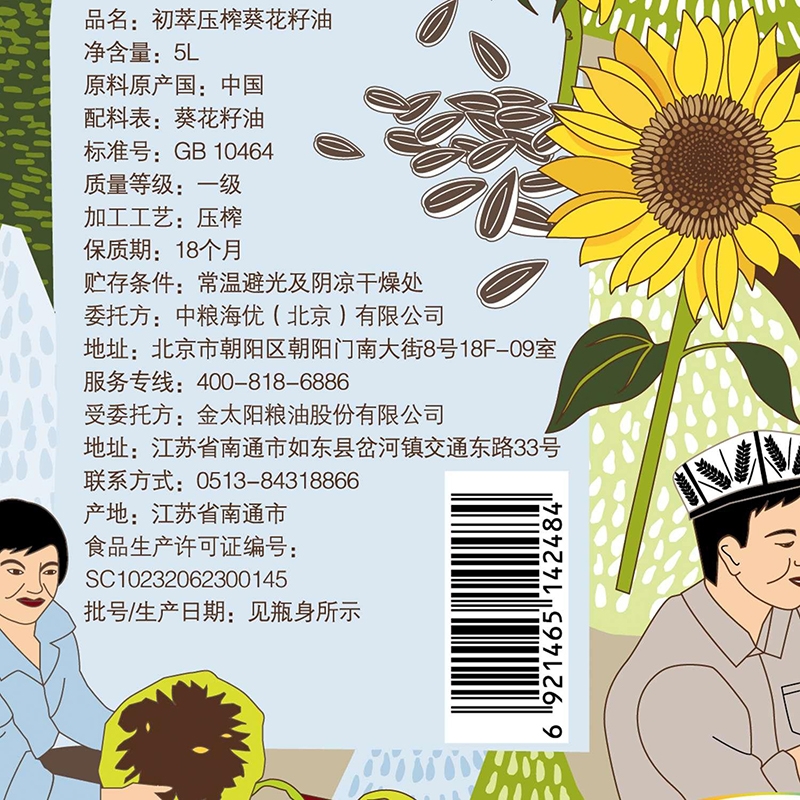 品名：初萃压榨葵花籽油
净含量：5L
原料原产国：中国
配料表：葵花籽油
标准号：GB 10464
质量等级：一级
加工工艺：压榨
保质期：18个月
贮存条件：常温避光及阴凉干燥处
委托方：中粮海优（北京）有限公司
地址：北京市朝阳区朝阳门南大街8号18F-09室
服务专线：400-818-6886
受委托方：金太阳粮油股份有限公司
地址：江苏省南通市如东县岔河镇交通东路33号
联系方式：0513-84318866
产地：江苏省南通市
食品生产许可证编号：
SC10232062300145
批号/生产日期：见瓶身所示
6 921465 142484